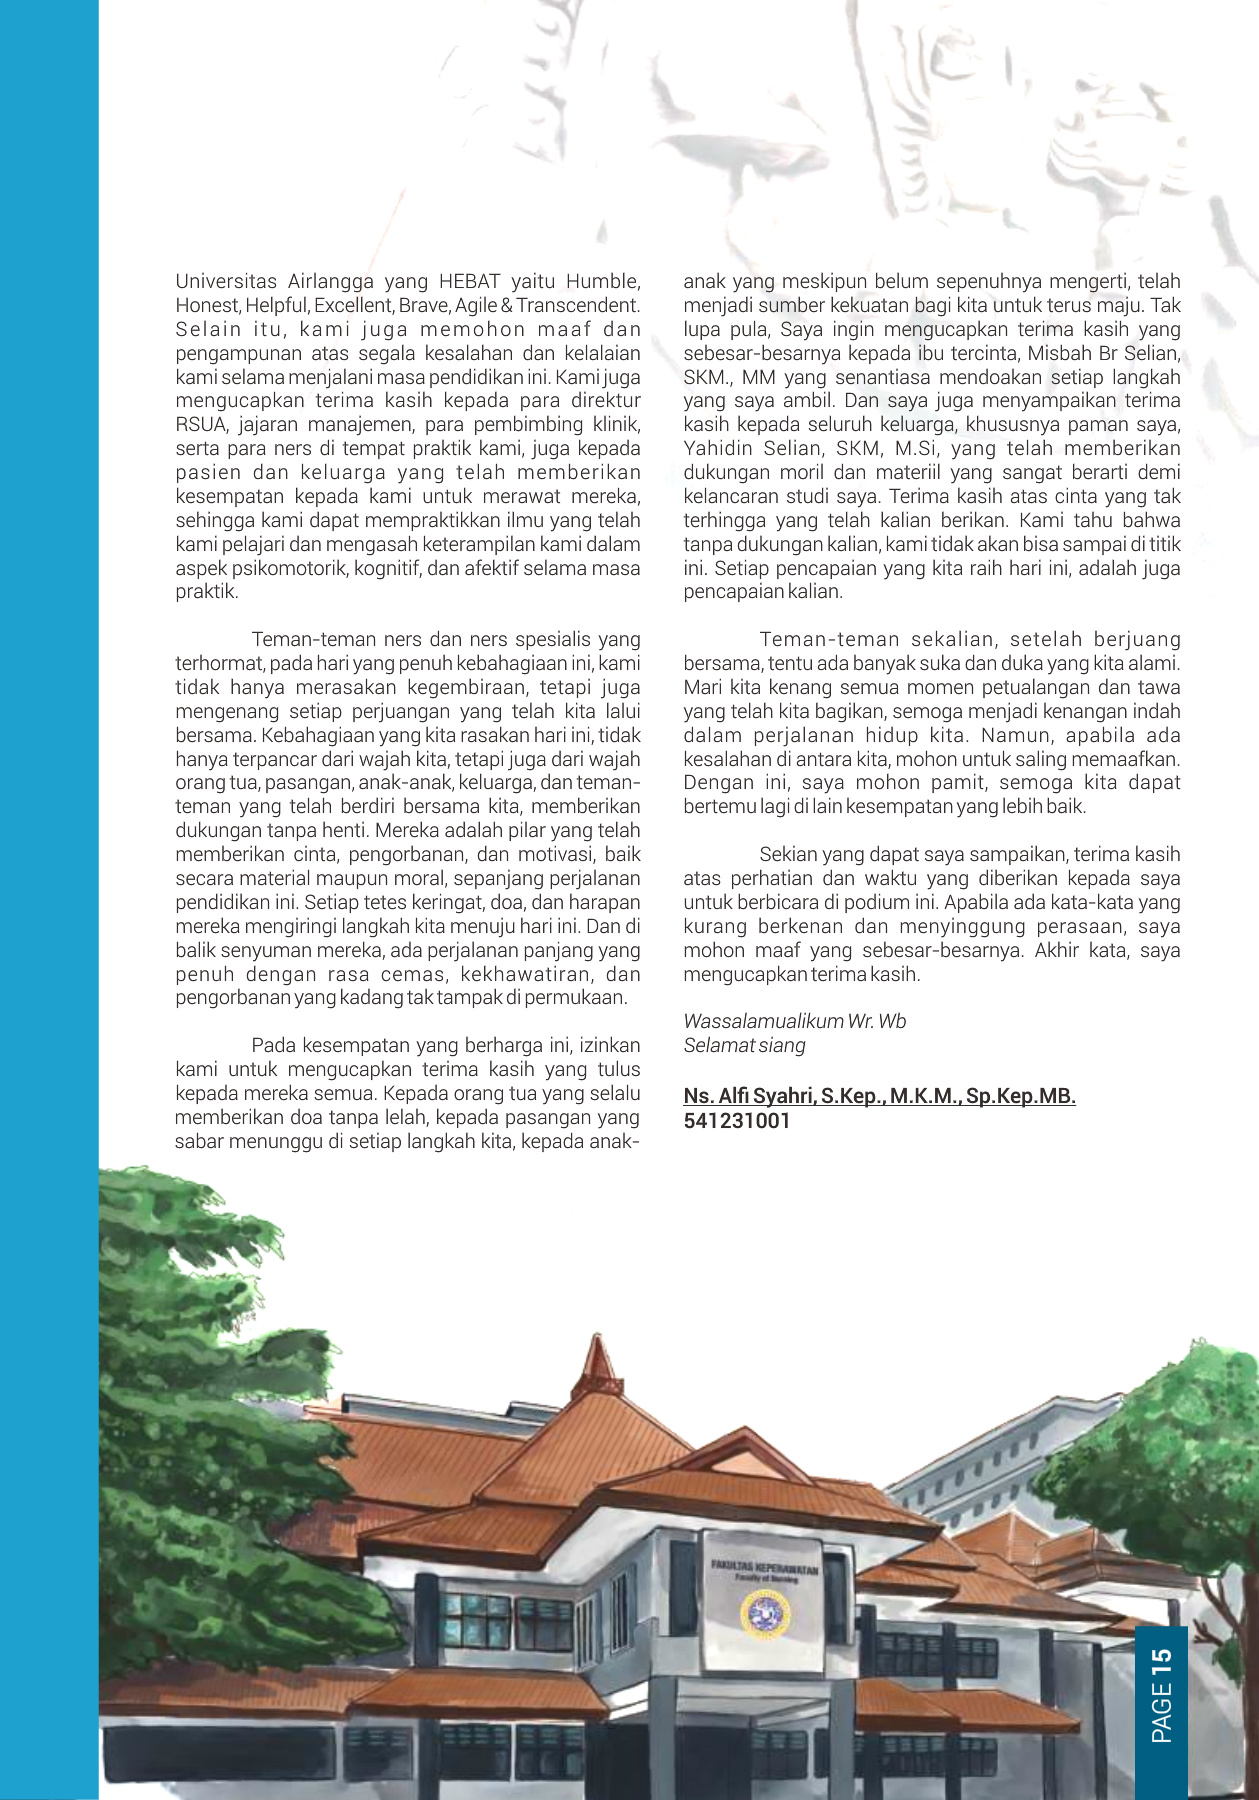 Universitas Airlangga yang HEBAT yaitu Humble,
Honest, Helpful, Excellent, Brave, Agile & Transcendent.
Selain itu, kami juga memohon maaf dan
pengampunan atas segala kesalahan dan kelalaian
kami selama menjalani masa pendidikan ini. Kami juga
mengucapkan terima kasih kepada para direktur
RSUA, jajaran manajemen, para pembimbing klinik,
serta para ners di tempat praktik kami, juga kepada
pasien dan keluarga yang telah memberikan
kesempatan kepada kami untuk merawat mereka,
sehingga kami dapat mempraktikkan ilmu yang telah
kami pelajari dan mengasah keterampilan kami dalam
aspek psikomotorik, kognitif, dan afektif selama masa
praktik.
Teman-teman ners dan ners spesialis yang
terhormat, pada hari yang penuh kebahagiaan ini, kami
tidak hanya merasakan kegembiraan, tetapi juga
mengenang setiap perjuangan yang telah kita lalui
bersama. Kebahagiaan yang kita rasakan hari ini, tidak
hanya terpancar dari wajah kita, tetapi juga dari wajah
orang tua, pasangan, anak-anak, keluarga, dan teman-
teman yang telah berdiri bersama kita, memberikan
dukungan tanpa henti. Mereka adalah pilar yang telah
memberikan cinta, pengorbanan, dan motivasi, baik
secara material maupun moral, sepanjang perjalanan
pendidikan ini. Setiap tetes keringat, doa, dan harapan
mereka mengiringi langkah kita menuju hari ini. Dan di
balik senyuman mereka, ada perjalanan panjang yang
penuh dengan rasa cemas, kekhawatiran, dan
pengorbanan yang kadang tak tampak di permukaan.
Pada kesempatan yang berharga ini, izinkan
kami untuk mengucapkan terima kasih yang tulus
kepada mereka semua. Kepada orang tua yang selalu
memberikan doa tanpa lelah, kepada pasangan yang
sabar menunggu di setiap langkah kita, kepada anak-
anak yang meskipun belum sepenuhnya mengerti, telah
menjadi sumber kekuatan bagi kita untuk terus maju. Tak
lupa pula, Saya ingin mengucapkan terima kasih yang
sebesar-besarnya kepada ibu tercinta, Misbah Br Selian,
SKM., MM yang senantiasa mendoakan setiap langkah
yang saya ambil. Dan saya juga menyampaikan terima
kasih kepada seluruh keluarga, khususnya paman saya,
Yahidin Selian, SKM, M.Si, yang telah memberikan
dukungan moril dan materiil yang sangat berarti demi
kelancaran studi saya. Terima kasih atas cinta yang tak
terhingga yang telah kalian berikan. Kami tahu bahwa
tanpa dukungan kalian, kami tidak akan bisa sampai di titik
ini. Setiap pencapaian yang kita raih hari ini, adalah juga
pencapaian kalian.
Teman-teman sekalian, setelah berjuang
bersama, tentu ada banyak suka dan duka yang kita alami.
Mari kita kenang semua momen petualangan dan tawa
yang telah kita bagikan, semoga menjadi kenangan indah
dalam perjalanan hidup kita. Namun, apabila ada
kesalahan di antara kita, mohon untuk saling memaafkan.
Dengan ini, saya mohon pamit, semoga kita dapat
bertemu lagi di lain kesempatan yang lebih baik.
Sekian yang dapat saya sampaikan, terima kasih
atas perhatian dan waktu yang diberikan kepada saya
untuk berbicara di podium ini. Apabila ada kata-kata yang
kurang berkenan dan menyinggung perasaan, saya
mohon maaf yang sebesar-besarnya. Akhir kata, saya
mengucapkan terima kasih.
Wassalamualikum Wr. Wb
Selamat siang
Ns. Alfi Syahri, S.Kep., M.K.M., Sp.Kep.MB.
541231001
FAKULTAS KEPERAWATAN
Faculty of Nursing
PAGE 15